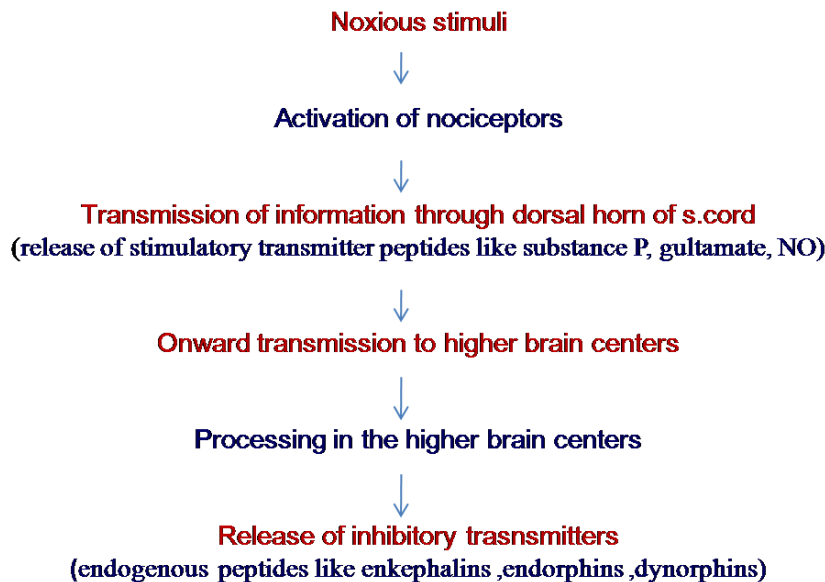 Noxious stimuli
Activation of nociceptors
Transmission of information through dorsal horn of s.cord
(release of stimulatory transmitter peptides like substance P, gultamate, NO)
Onward transmission to higher brain centers
Processing in the higher brain centers
Release of inhibitory trasnsmitters
(endogenous peptides like enkephalins ,endorphins ,dynorphins)